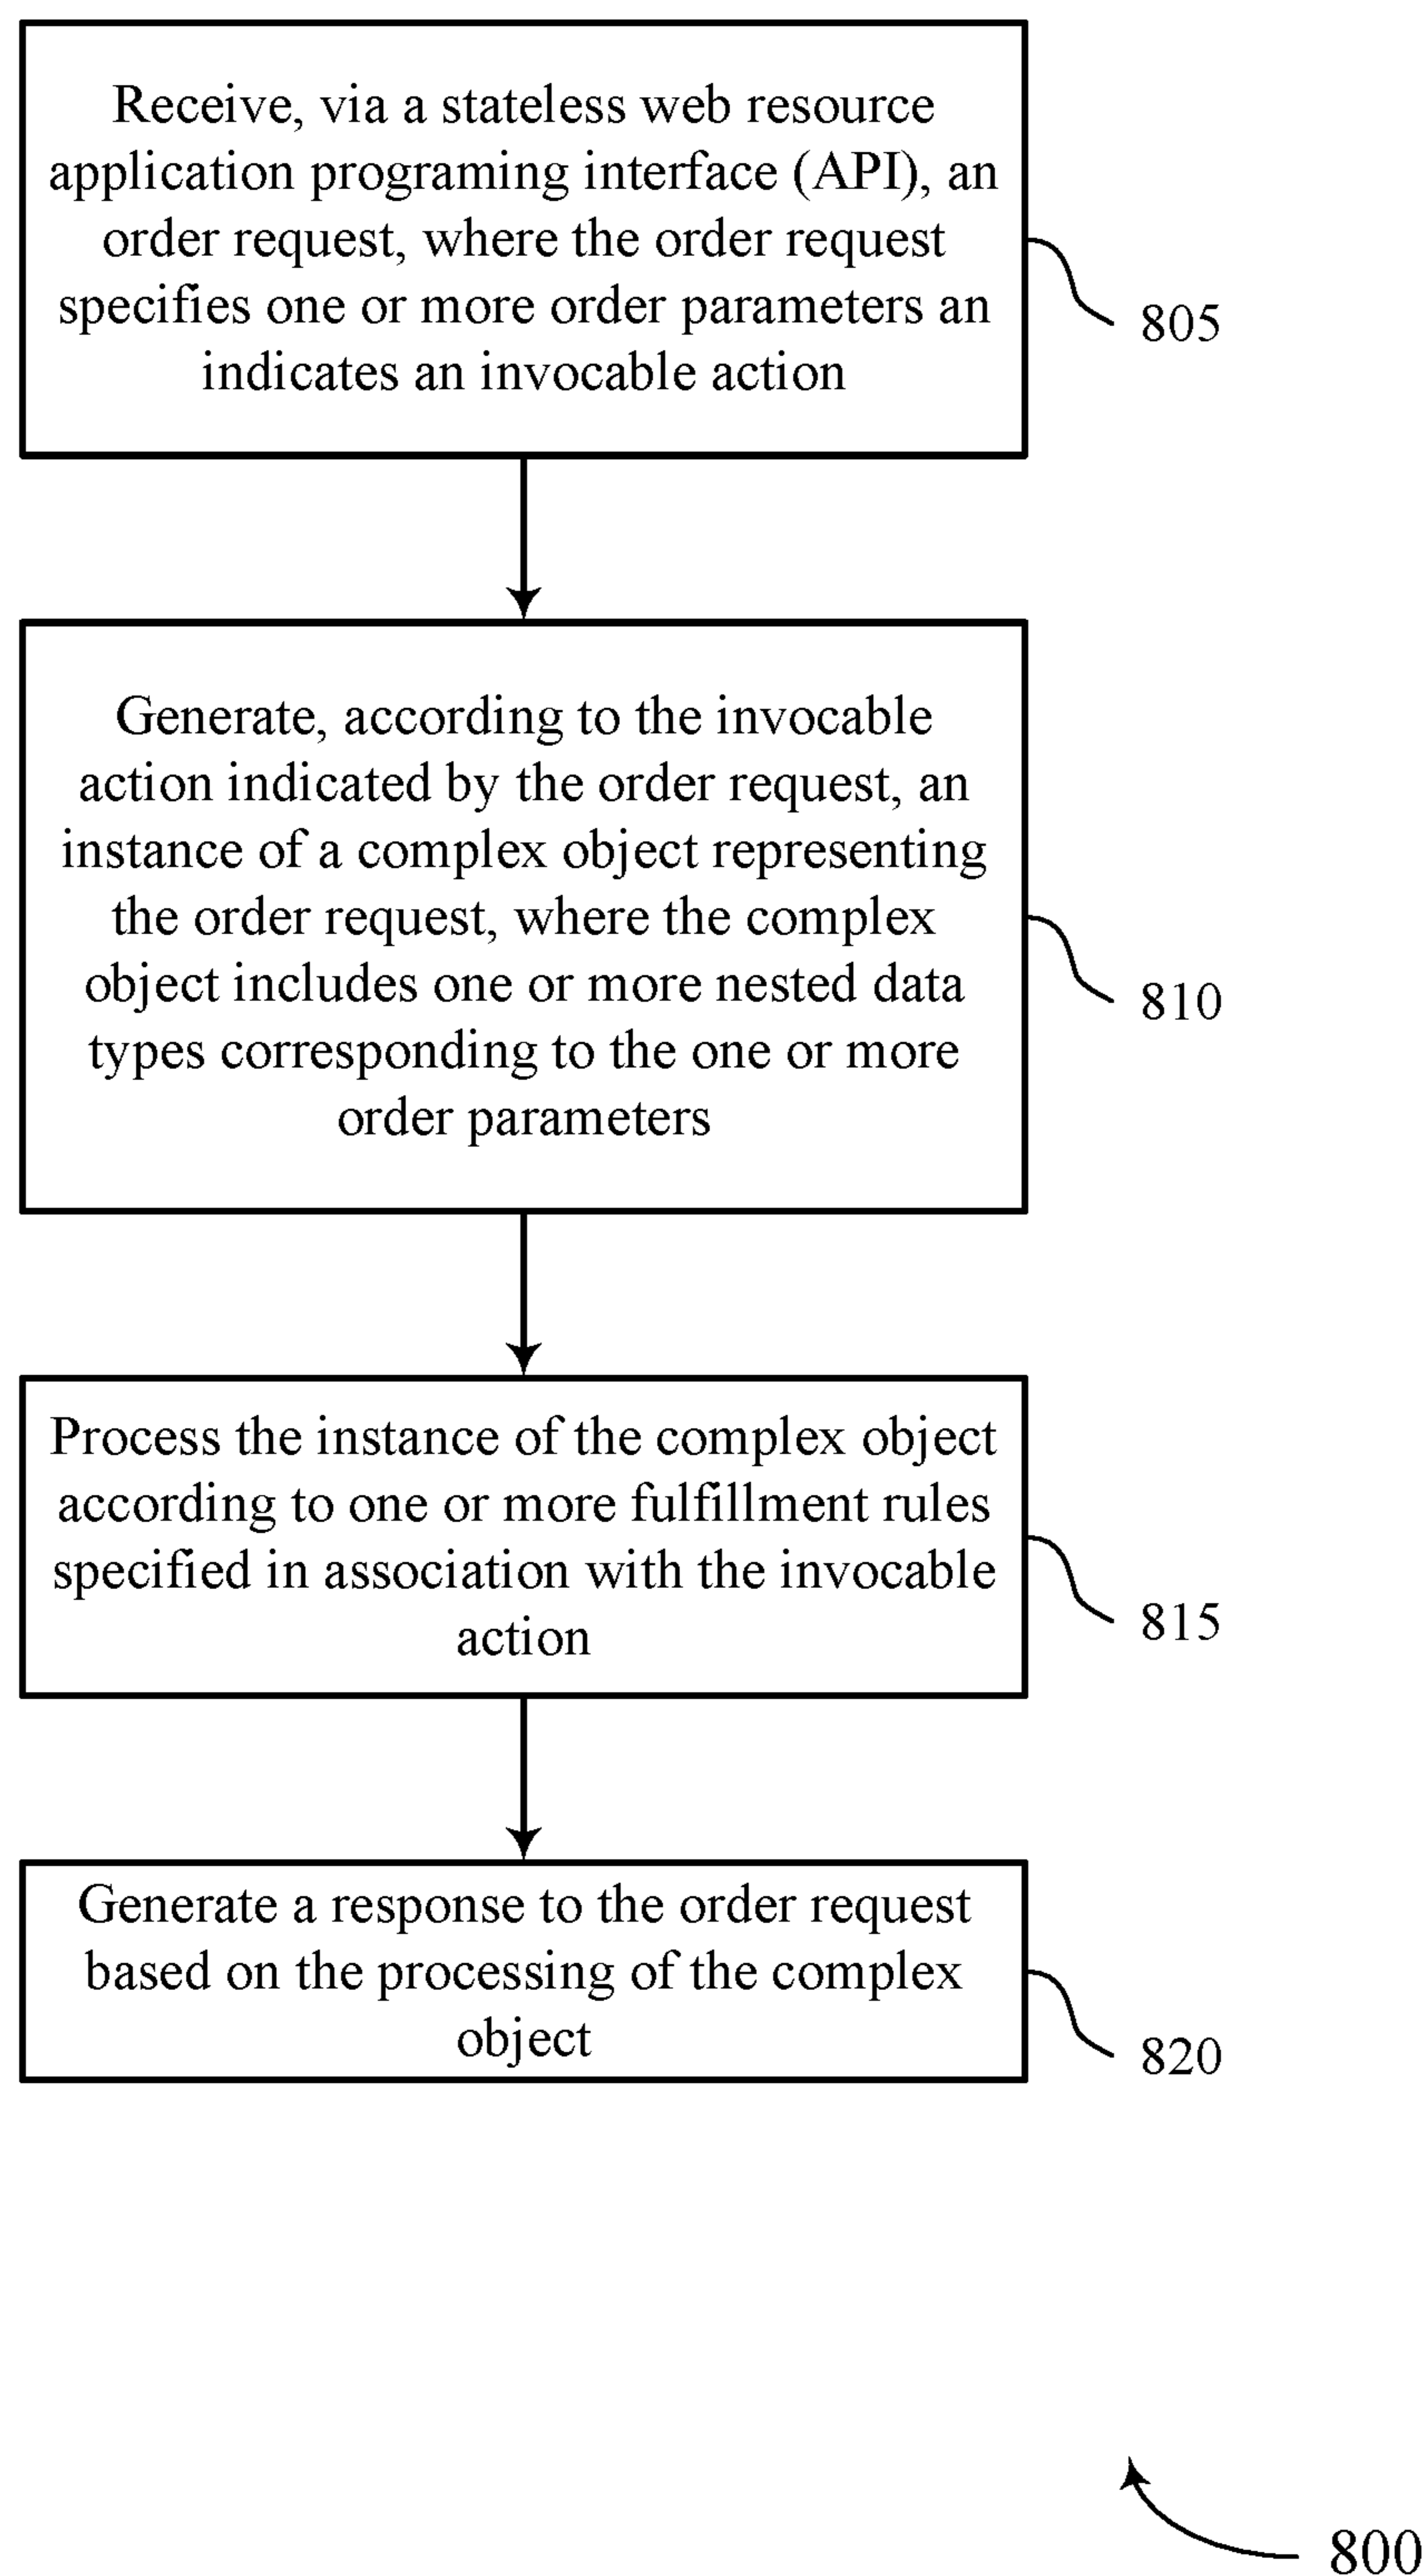 Receive, via a stateless web resource
application programing interface (API), an
order request, where the order request
specifies one or more order parameters an
indicates an invocable action
805
Generate, according to the invocable
action indicated by the order request, an
instance of a complex object representing
the order request, where the complex
object includes one or more nested data
types corresponding to the one or more
order parameters
810
Process the instance of the complex object
according to one or more fulfillment rules
specified in association with the invocable
action
815
Generate a response to the order request
based on the processing of the complex
object
820
800